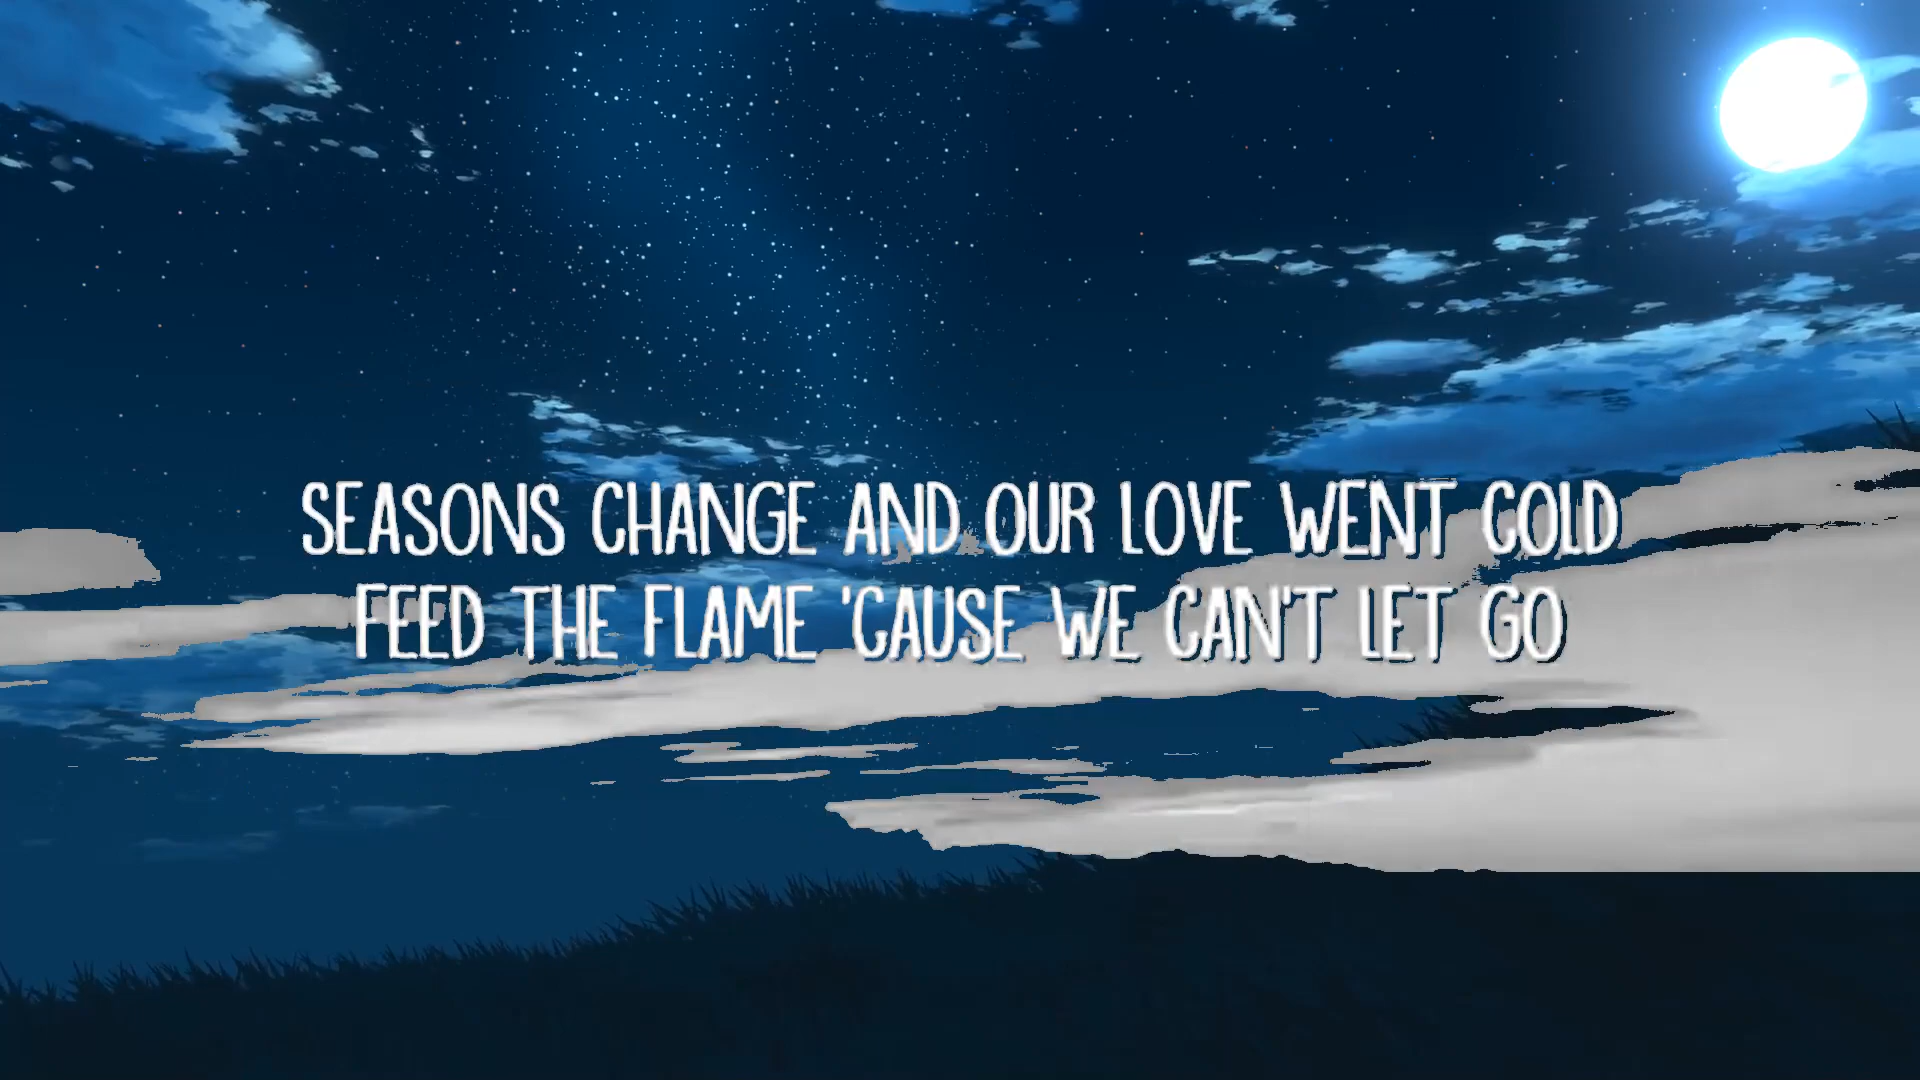 SEASONS CHANGE AND OUR LOVE WENT COLD
FEED THE FLAME 'CAUSE WE CAN'T LET GO